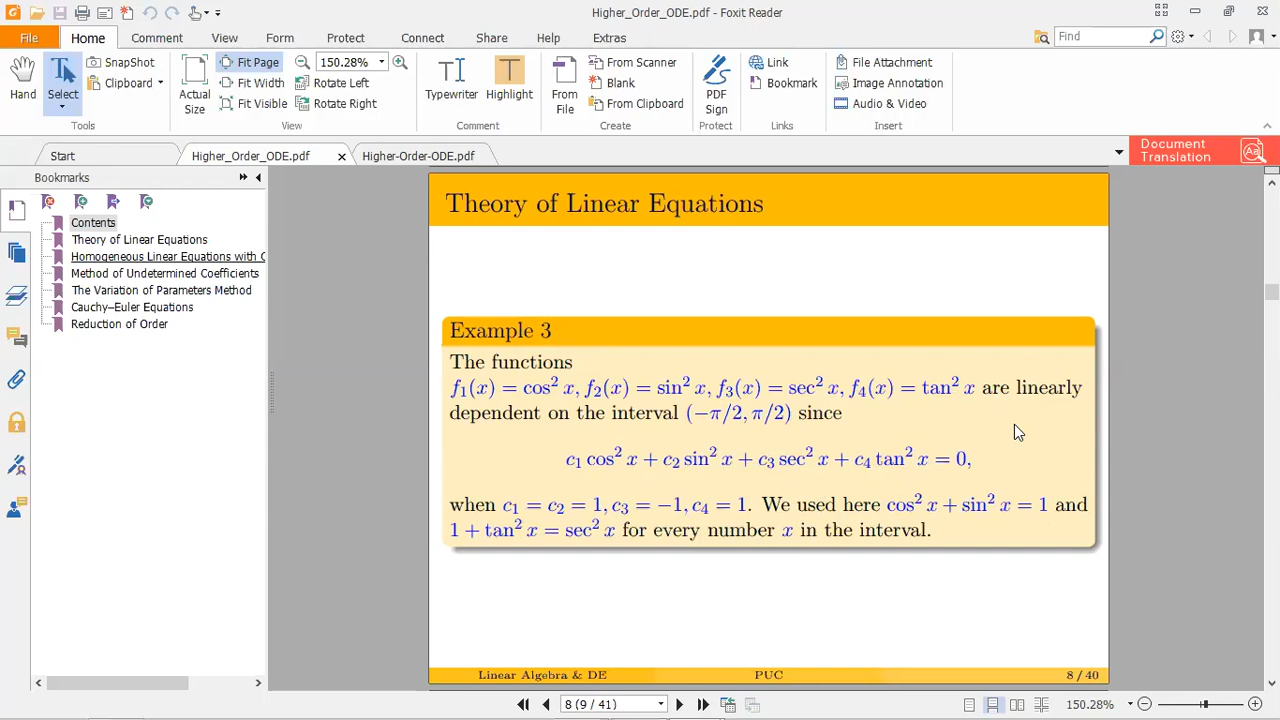 Higher_Order_ODE.pdf - Foxit Reader
File Home Comment View Form Protect Connect Share Help Extras
Find
Hand
Select
SnapShot
Clipboard
Tools
Actual Size
Fit Page
Fit Width
Fit Visible
150.28%
Rotate Left
Rotate Right
View
Typewriter
Highlight
Comment
From File
From Scanner
Blank
From Clipboard
Create
PDF Sign
Protect
Link
Bookmark
Links
File Attachment
Image Annotation
Audio & Video
Insert
Start
Higher_Order_ODE.pdf
Higher-Order-ODE.pdf
Document Translation
Bookmarks
Contents
Theory of Linear Equations
Homogeneous Linear Equations with C
Method of Undetermined Coefficients
The Variation of Parameters Method
Cauchy–Euler Equations
Reduction of Order
Theory of Linear Equations
Example 3
The functions
f₁(x) = cos² x, f₂(x) = sin² x, f₃(x) = sec² x, f₄(x) = tan² x are linearly
dependent on the interval (−π/2, π/2) since
c₁ cos² x + c₂ sin² x + c₃ sec² x + c₄ tan² x = 0,
when c₁ = c₂ = 1, c₃ = −1, c₄ = 1. We used here cos² x + sin² x = 1 and
1 + tan² x = sec² x for every number x in the interval.
Linear Algebra & DE PUC 8 / 40
8 (9 / 41)
150.28%